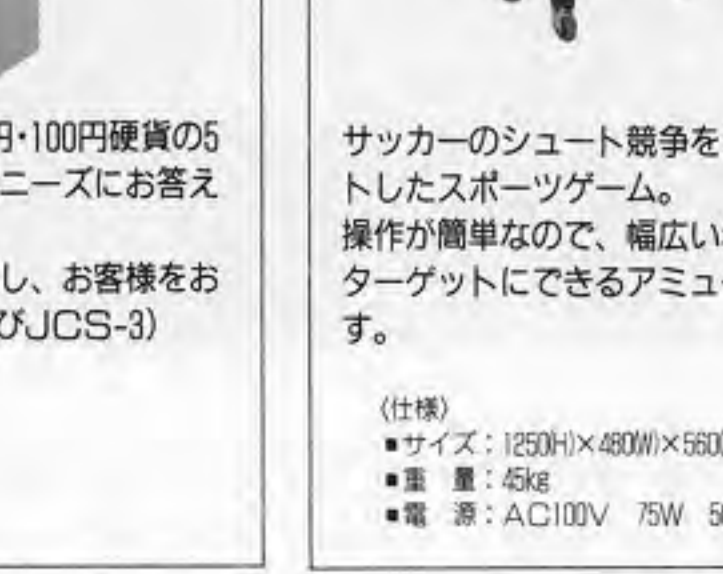 円・100円硬貨の5
ニーズにお答え
し、お客様をお
びJCS-3)
サッカーのシュート競争を
トしたスポーツゲーム。
操作が簡単なので、幅広い
ターゲットにできるアミュ
す。
〈仕様〉
■サイズ：1250(H)×480(W)×560(
■重　量：45kg
■電　源：AC100V　75W　50